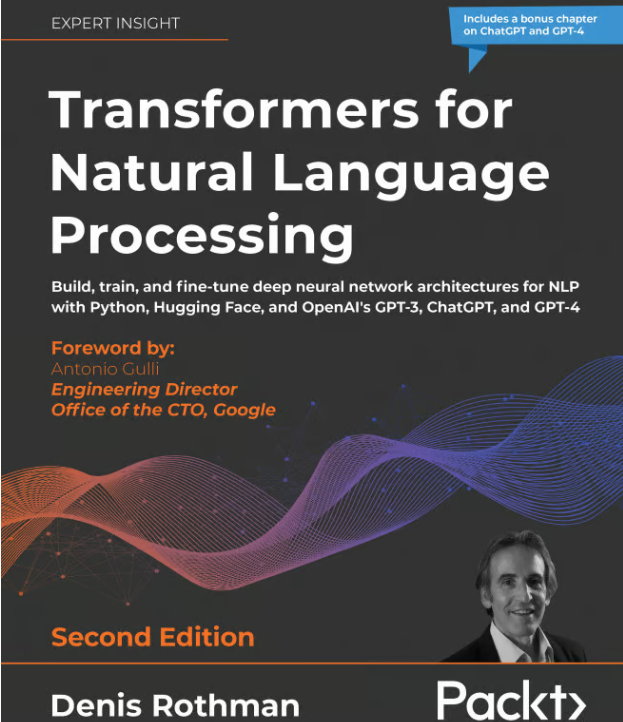 EXPERT INSIGHT
Includes a bonus chapter
on ChatGPT and GPT-4
Transformers for
Natural Language
Processing
Build, train, and fine-tune deep neural network architectures for NLP
with Python, Hugging Face, and OpenAI's GPT-3, ChatGPT, and GPT-4
Foreword by:
Antonio Gulli
Engineering Director
Office of the CTO, Google
Second Edition
Denis Rothman
Packt>